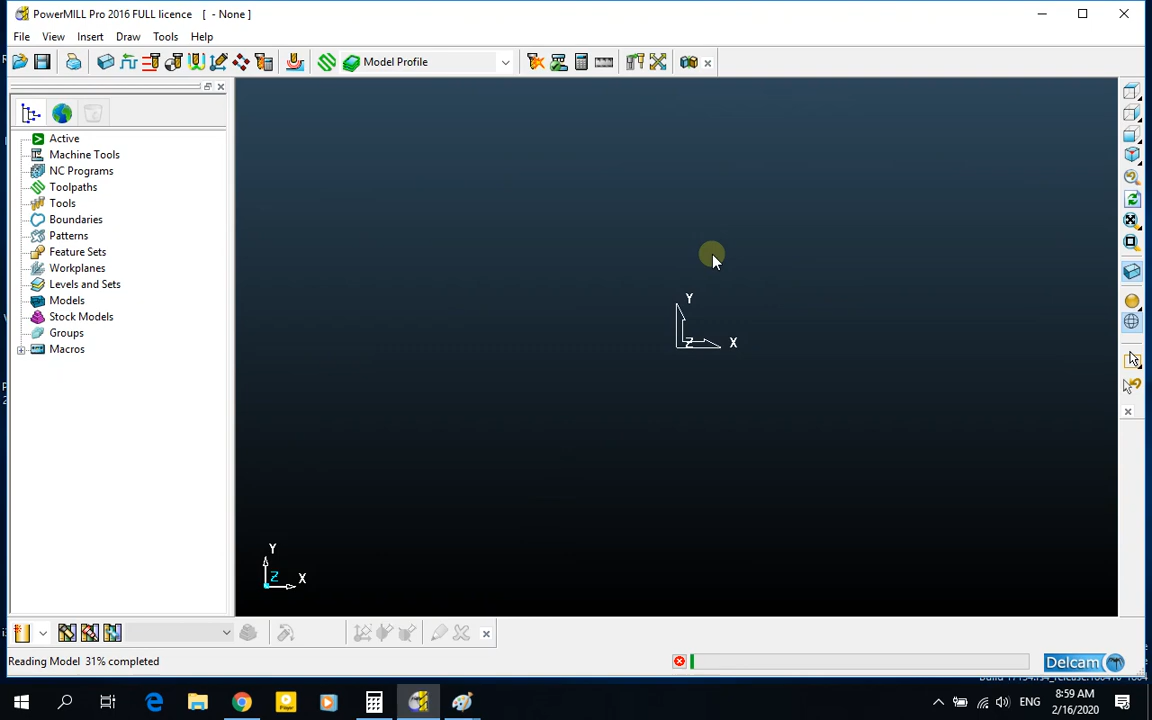 PowerMILL Pro 2016 FULL licence [ - None ]
File View Insert Draw Tools Help
Model Profile
Active
Machine Tools
NC Programs
Toolpaths
Tools
Boundaries
Patterns
Feature Sets
Workplanes
Levels and Sets
Models
Stock Models
Groups
Macros
Y
Z X
Y
Z X
Reading Model 31% completed
Delcam
ENG
8:59 AM
2/16/2020